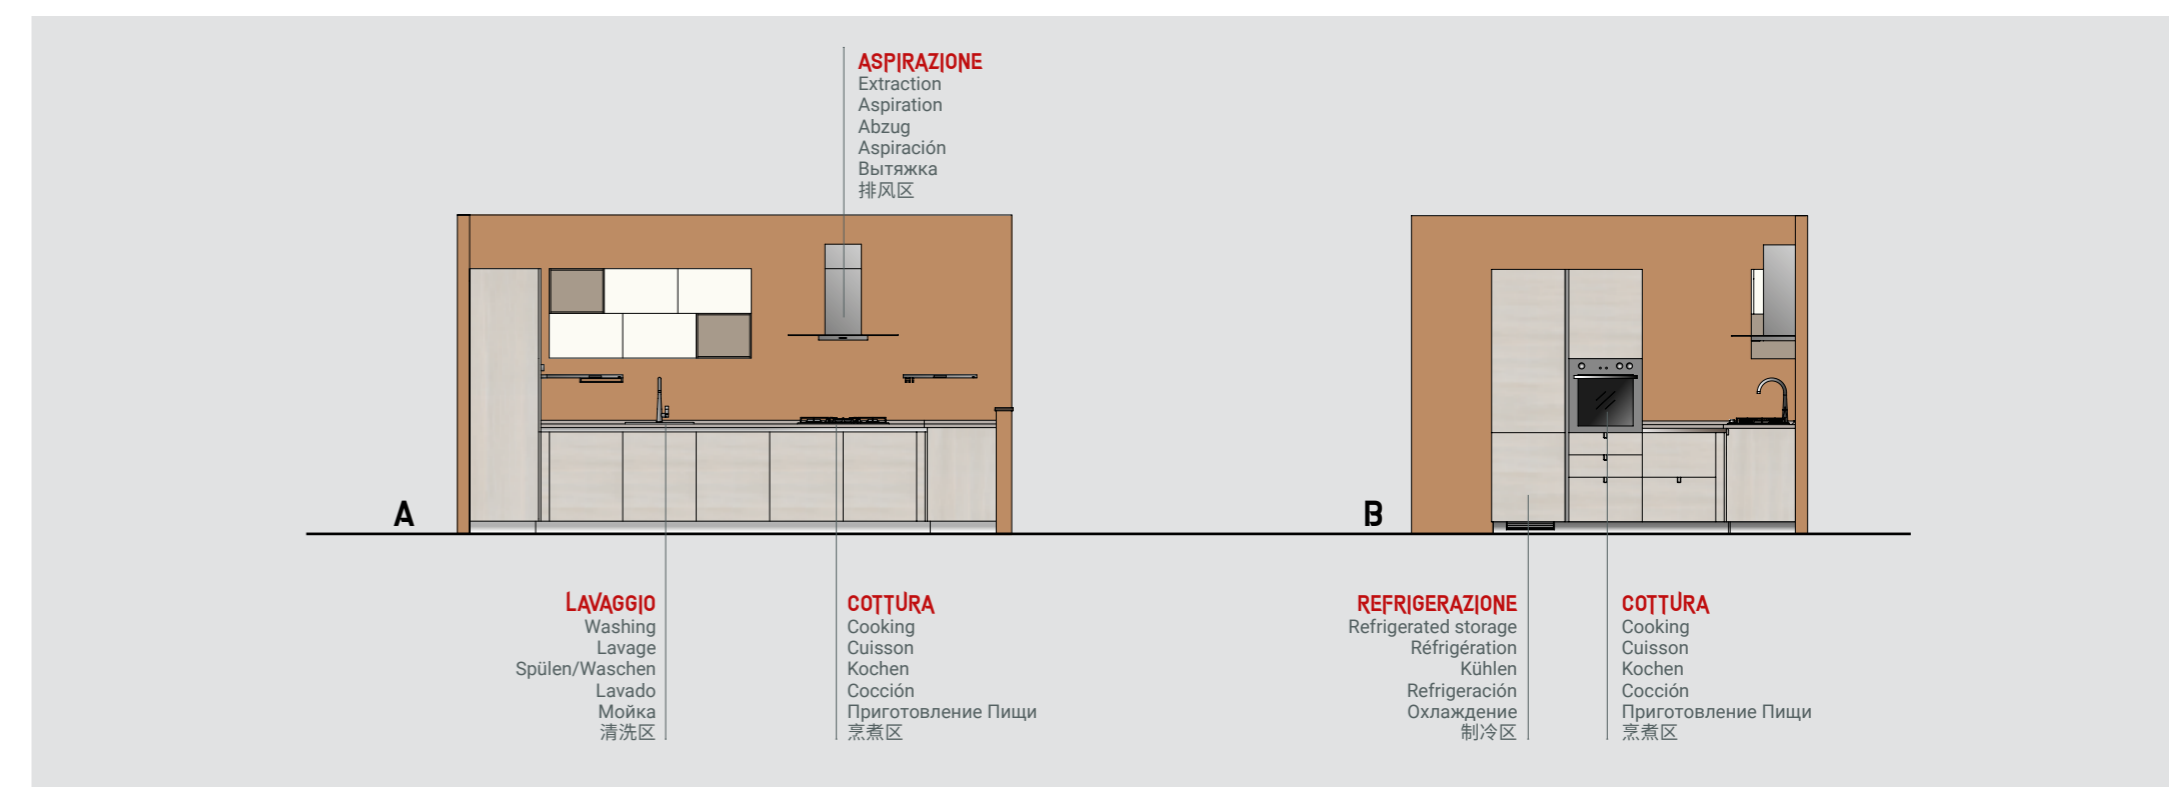 ASPIRAZIONE
Extraction
Aspiration
Abzug
Aspiración
Вытяжка
排风区
A
B
LAVAGGIO
Washing
Lavage
Spülen/Waschen
Lavado
Мойка
清洗区
COTTURA
Cooking
Cuisson
Kochen
Cocción
Приготовление Пищи
烹煮区
REFRIGERAZIONE
Refrigerated storage
Réfrigération
Kühlen
Refrigeración
Охлаждение
制冷区
COTTURA
Cooking
Cuisson
Kochen
Cocción
Приготовление Пищи
烹煮区